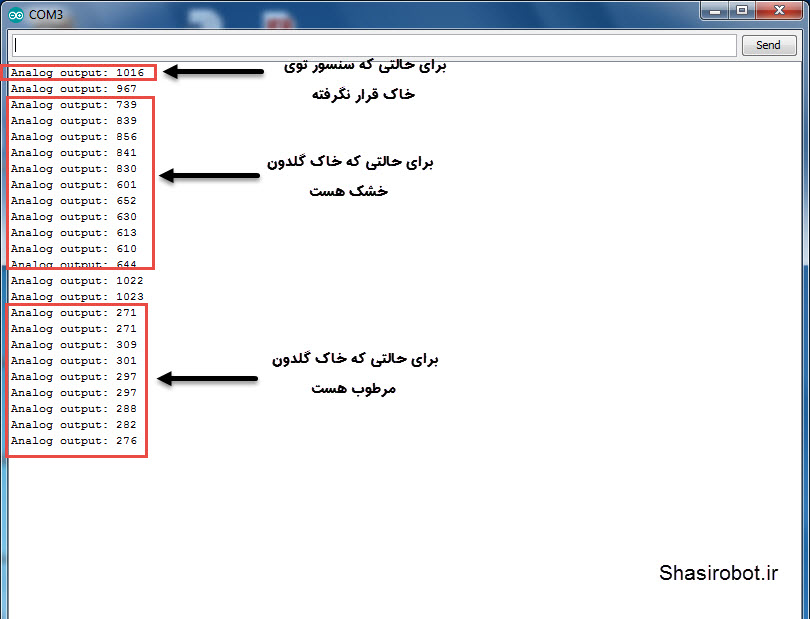 COM3
Send
Analog output: 1016
Analog output: 967
Analog output: 739
Analog output: 839
Analog output: 856
Analog output: 841
Analog output: 830
Analog output: 601
Analog output: 652
Analog output: 630
Analog output: 613
Analog output: 610
Analog output: 644
Analog output: 1022
Analog output: 1023
Analog output: 271
Analog output: 271
Analog output: 309
Analog output: 301
Analog output: 297
Analog output: 297
Analog output: 288
Analog output: 282
Analog output: 276
برای حالتی که سنسور توی
خاک قرار نگرفته
برای حالتی که خاک گلدون
خشک هست
برای حالتی که خاک گلدون
مرطوب هست
Shasirobot.ir